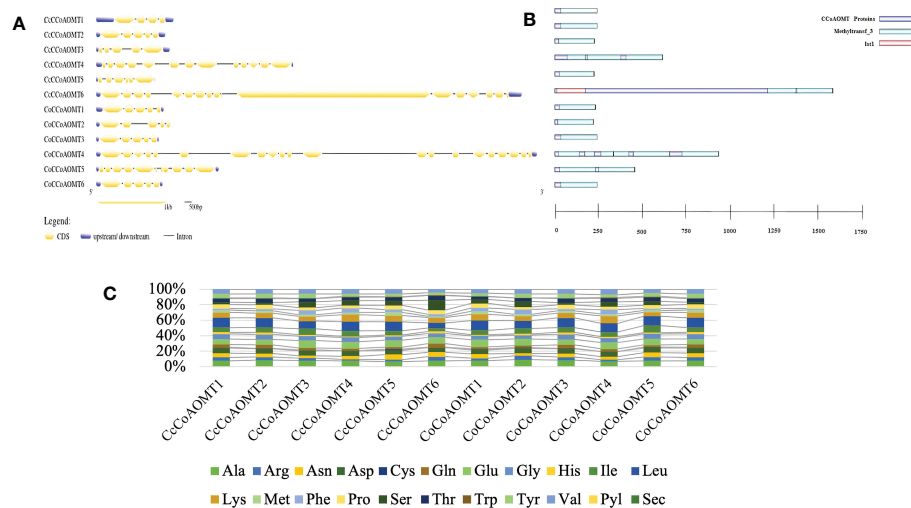 A
CcCCoAOMT1
CcCCoAOMT2
CcCCoAOMT3
CcCCoAOMT4
CcCCoAOMT5
CcCCoAOMT6
CoCCoAOMT1
CoCCoAOMT2
CoCCoAOMT3
CoCCoAOMT4
CoCCoAOMT5
CoCCoAOMT6
5' 3'
500bp
Legend:
CDS upstream/ downstream Intron
B
CCoAOMT Proteins
Methyltransf_3
Int1
0 250 500 750 1000 1250 1500 1750
C
100%
80%
60%
40%
20%
0%
CcCoAOMT1 CcCoAOMT2 CcCoAOMT3 CcCoAOMT4 CcCoAOMT5 CcCoAOMT6 CoCoAOMT1 CoCoAOMT2 CoCoAOMT3 CoCoAOMT4 CoCoAOMT5 CoCoAOMT6
Ala Arg Asn Asp Cys Gln Glu Gly His Ile Leu
Lys Met Phe Pro Ser Thr Trp Tyr Val Pyl Sec